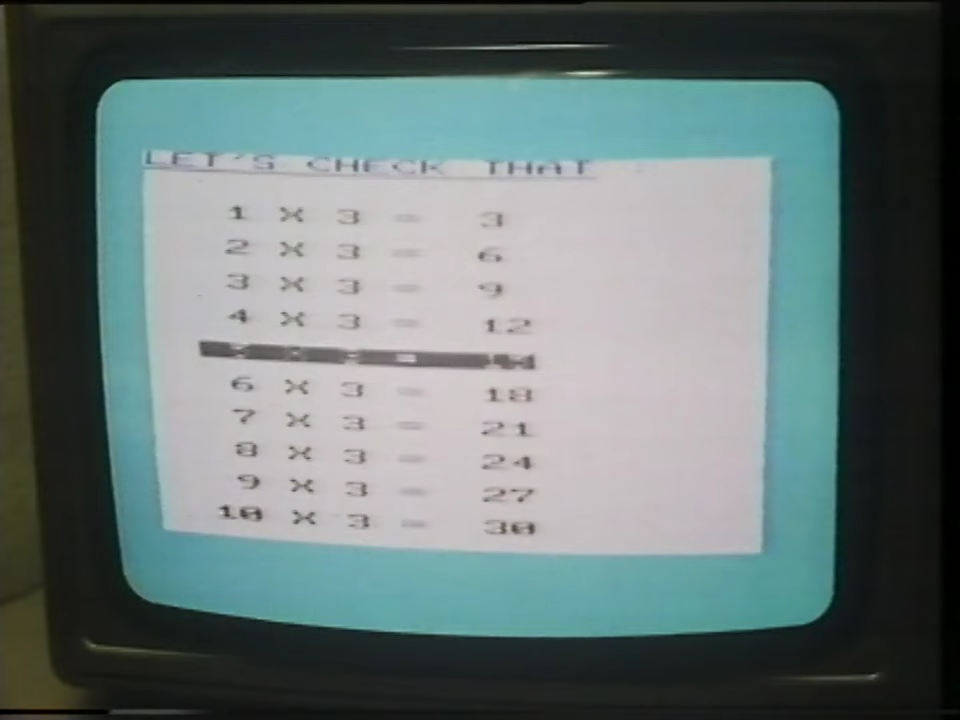 LET'S CHECK THAT
1 X 3 = 3
2 X 3 = 6
3 X 3 = 9
4 X 3 = 12
6 X 3 = 18
7 X 3 = 21
8 X 3 = 24
9 X 3 = 27
10 X 3 = 30